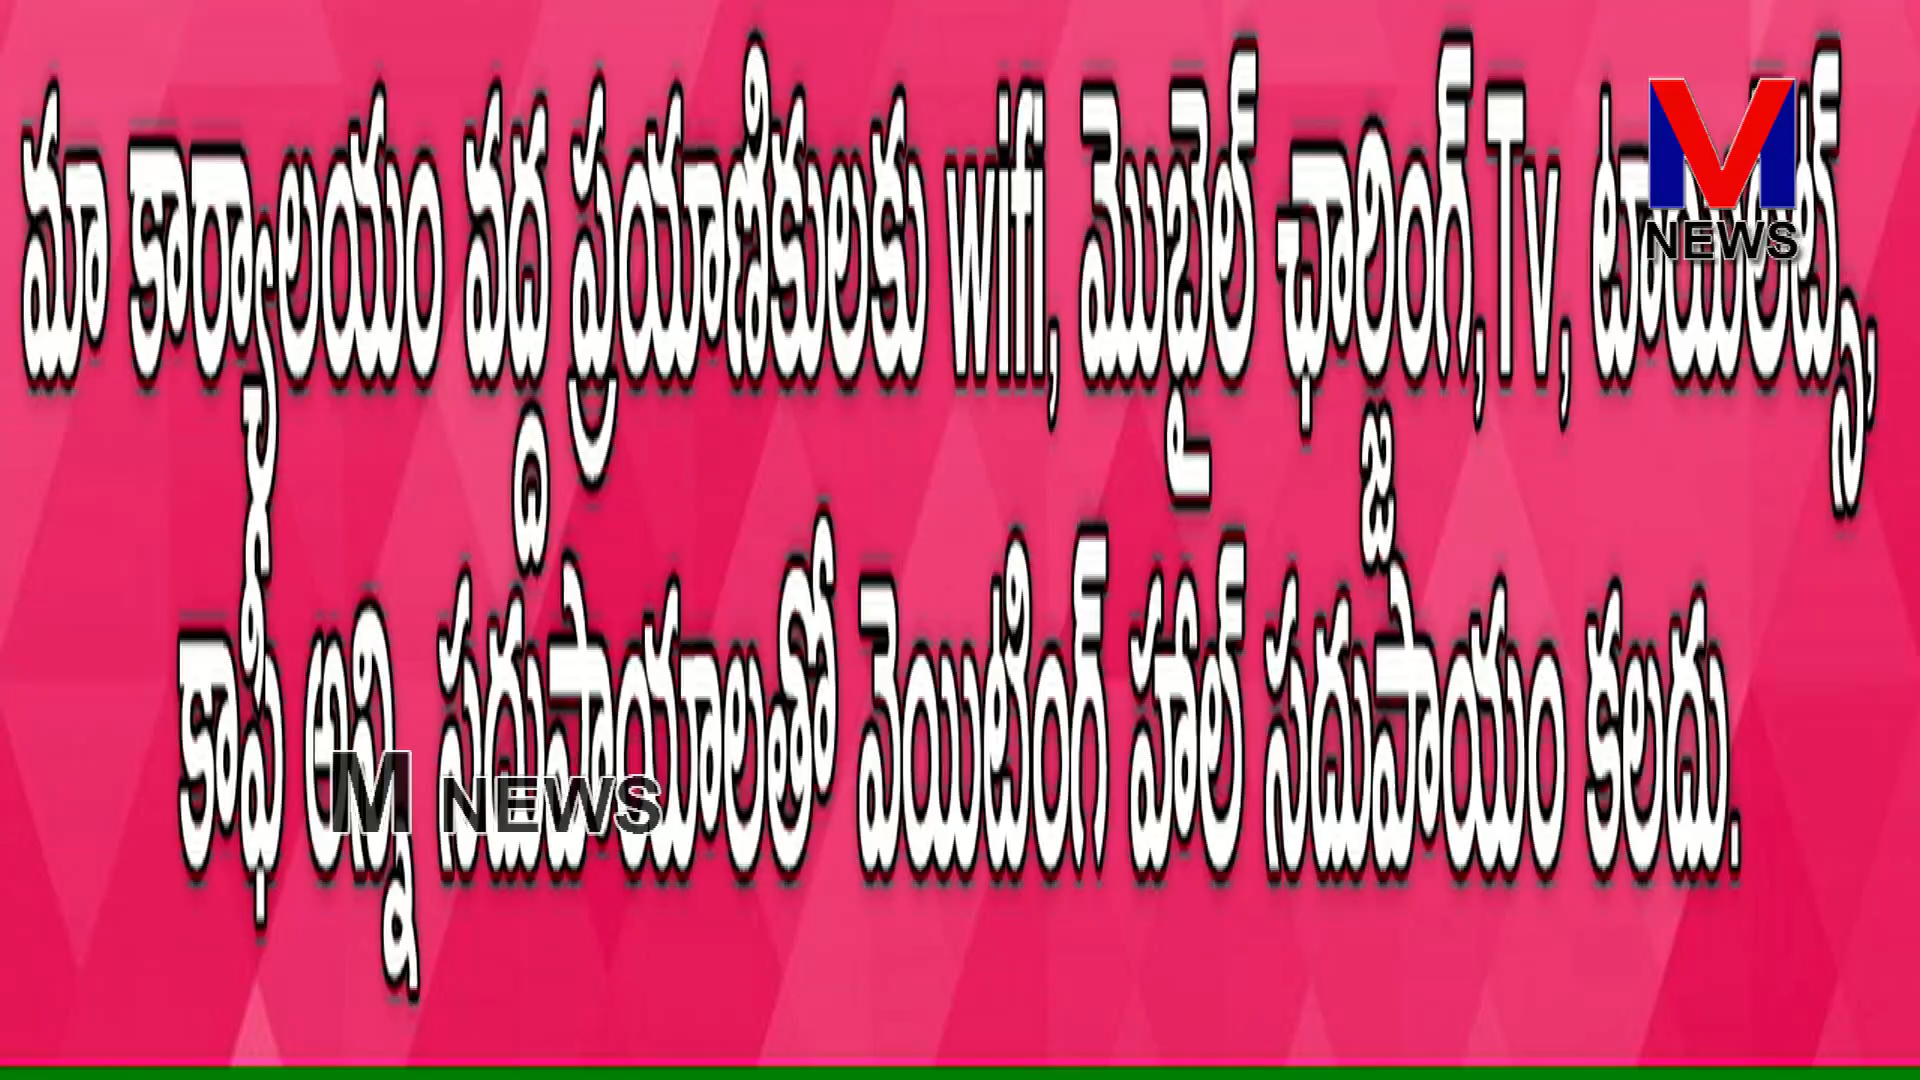 మా కార్యాలయం వద్ద ప్రయాణికులకు wifi, మొబైల్ ఛార్జింగ్,Tv, టాయిలెట్స్,
కాఫీ అన్ని సదుపాయాలతో వెయిటింగ్ హాల్ సదుపాయం కలదు.
M NEWS
M NEWS